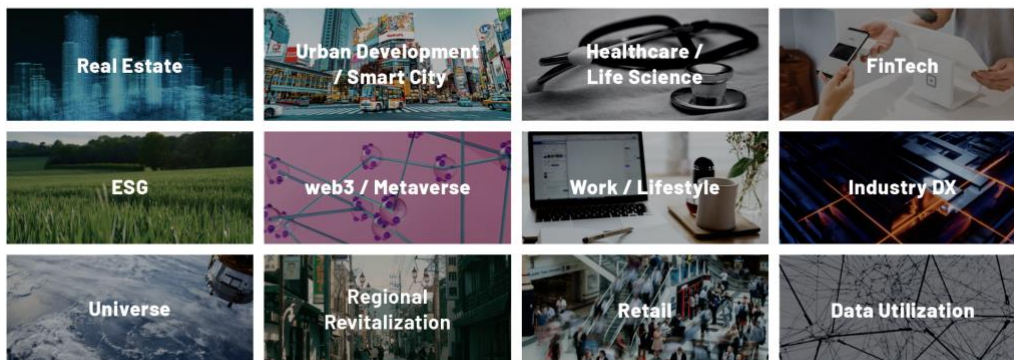 Real Estate
Urban Development
/ Smart City
Healthcare /
Life Science
FinTech
ESG
web3 / Metaverse
Work / Lifestyle
Industry DX
Universe
Regional
Revitalization
Retail
Data Utilization